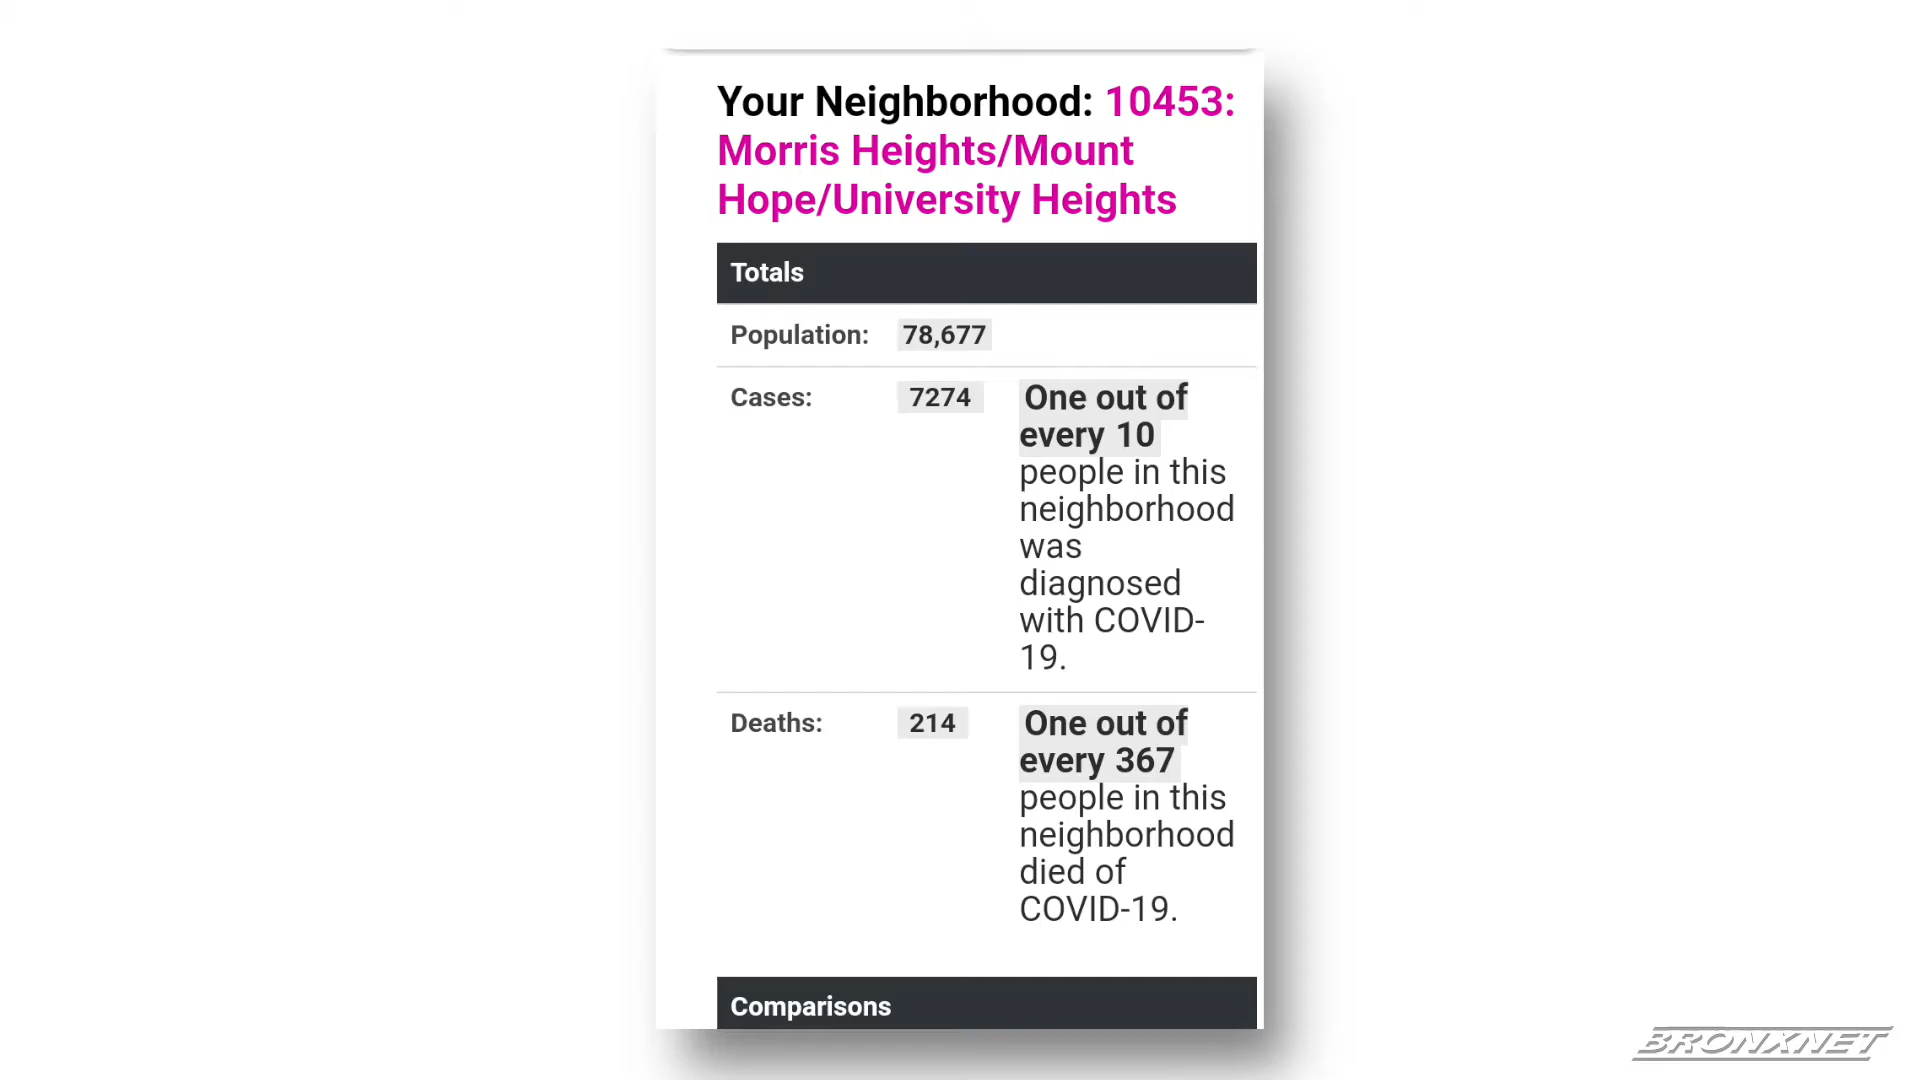 Your Neighborhood: 10453:
Morris Heights/Mount
Hope/University Heights
Totals
Population: 78,677
Cases: 7274 One out of
every 10
people in this
neighborhood
was
diagnosed
with COVID-
19.
Deaths: 214 One out of
every 367
people in this
neighborhood
died of
COVID-19.
Comparisons
BRONXNET